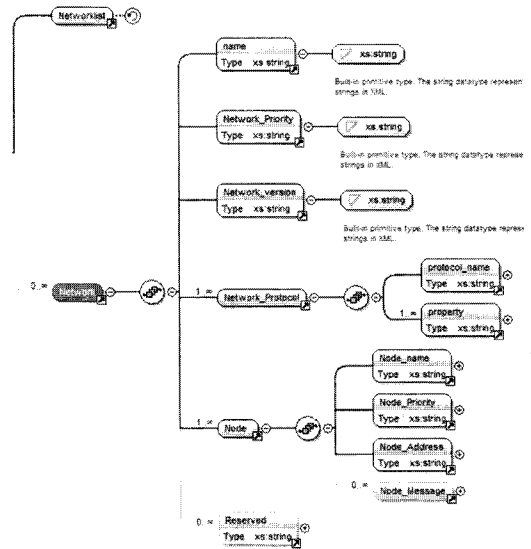 Networklist
name
Type xs:string
xs:string
Built-in primitive type. The string datatype represen
strings in XML.
Network_Priority
Type xs:string
xs:string
Built-in primitive type. The string datatype represe
strings in XML.
Network_version
Type xs:string
xs:string
Built-in primitive type. The string datatype represe
strings in XML.
0..∞
Network
1..∞
Network_Protocol
protocol_name
Type xs:string
1..∞
property
Type xs:string
1..∞
Node
Node_name
Type xs:string
Node_Priority
Type xs:string
Node_Address
Type xs:string
0..∞
Node_Message
0..∞
Reserved
Type xs:string